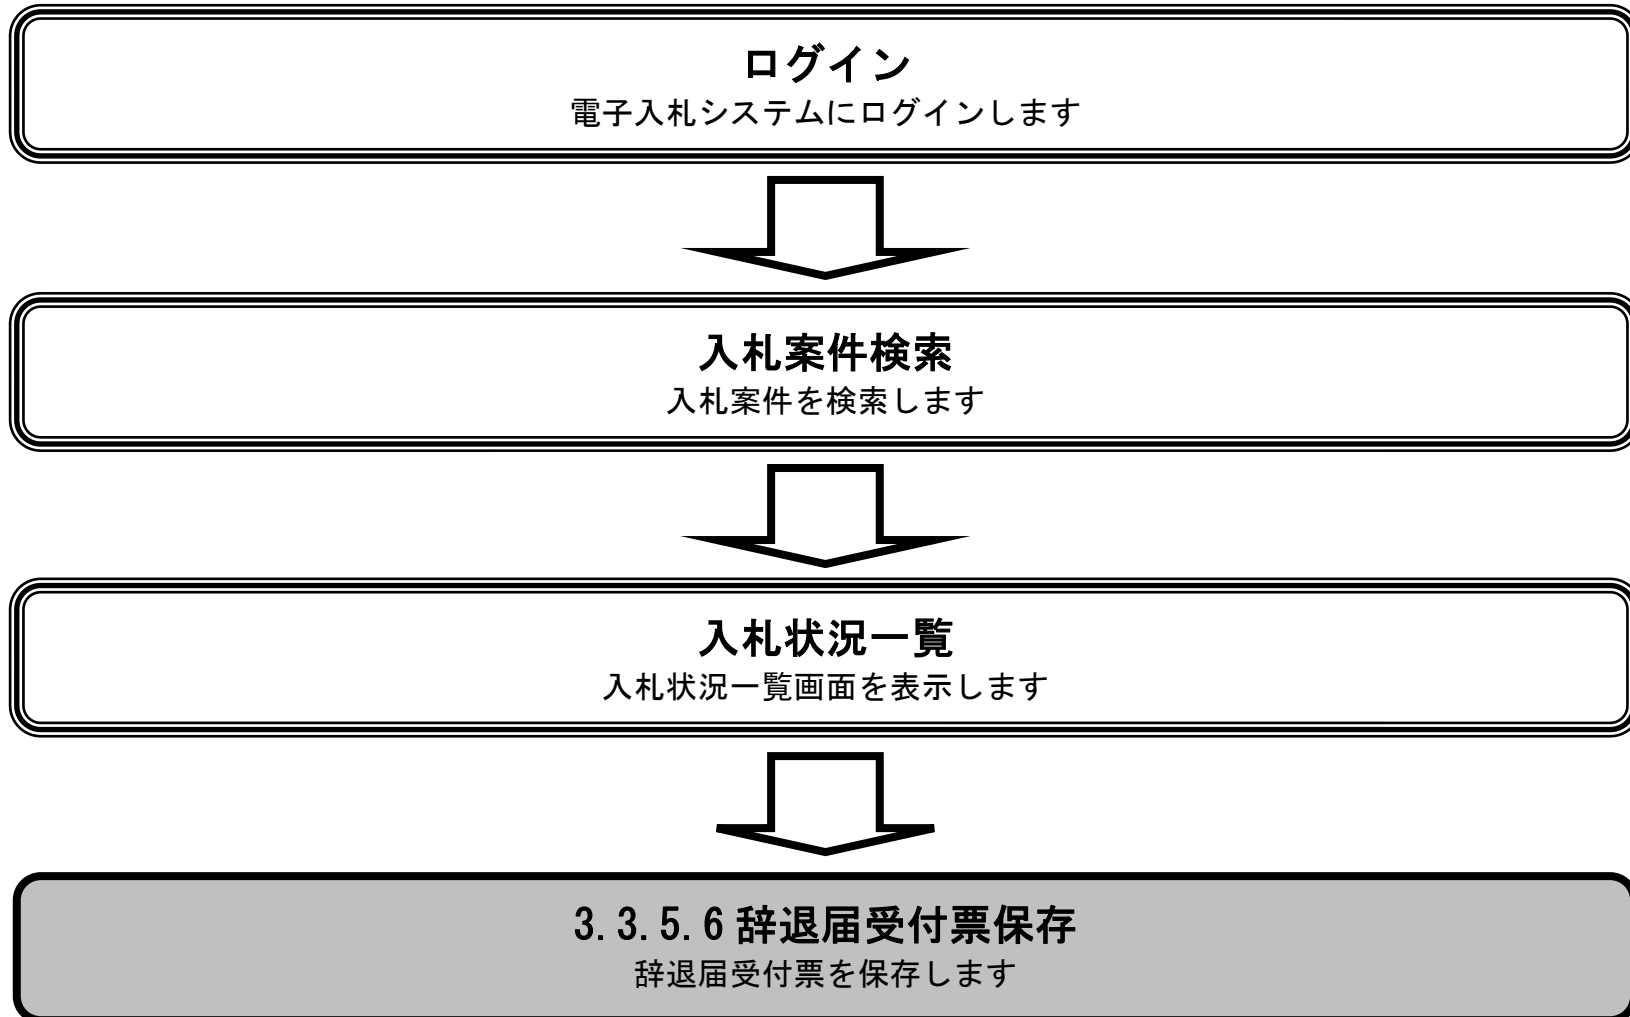 ログイン
電子入札システムにログインします
入札案件検索
入札案件を検索します
入札状況一覧
入札状況一覧画面を表示します
3.3.5.6 辞退届受付票保存
辞退届受付票を保存します